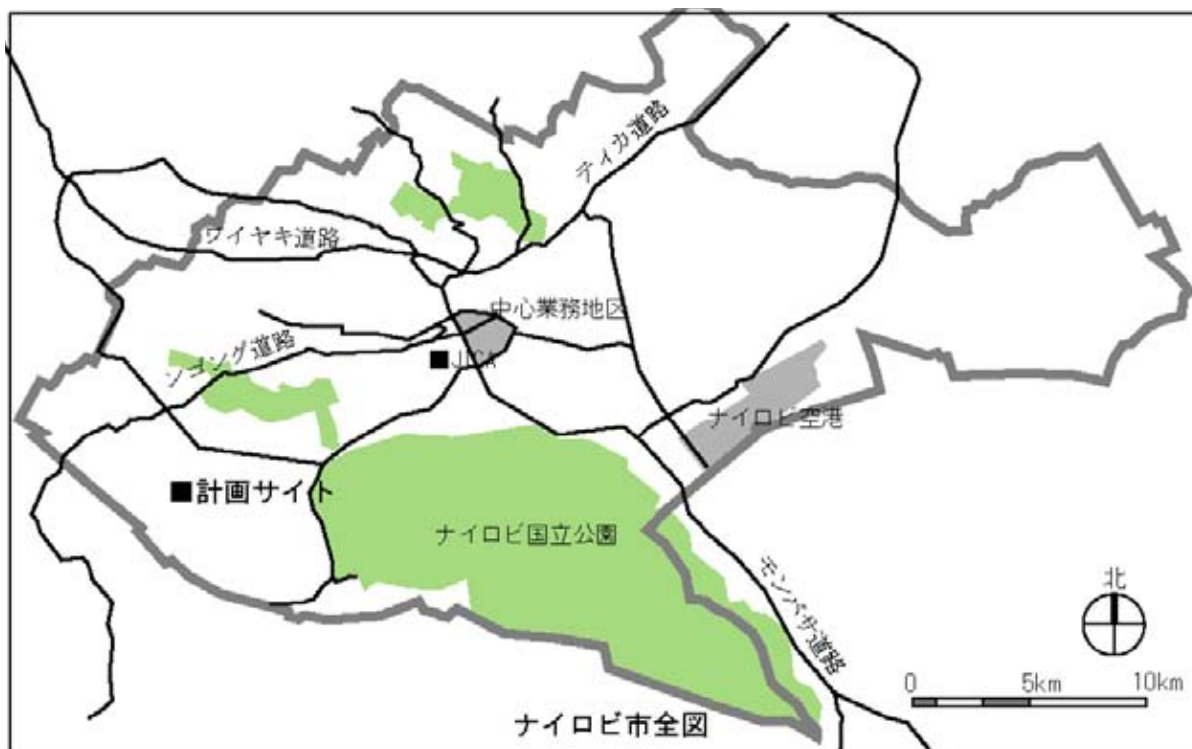 ティカ道路
ワイヤキ道路
中心業務地区
ンゴング道路
■JICA
ナイロビ空港
■計画サイト
ナイロビ国立公園
モンバサ道路
北
0 5km 10km
ナイロビ市全図